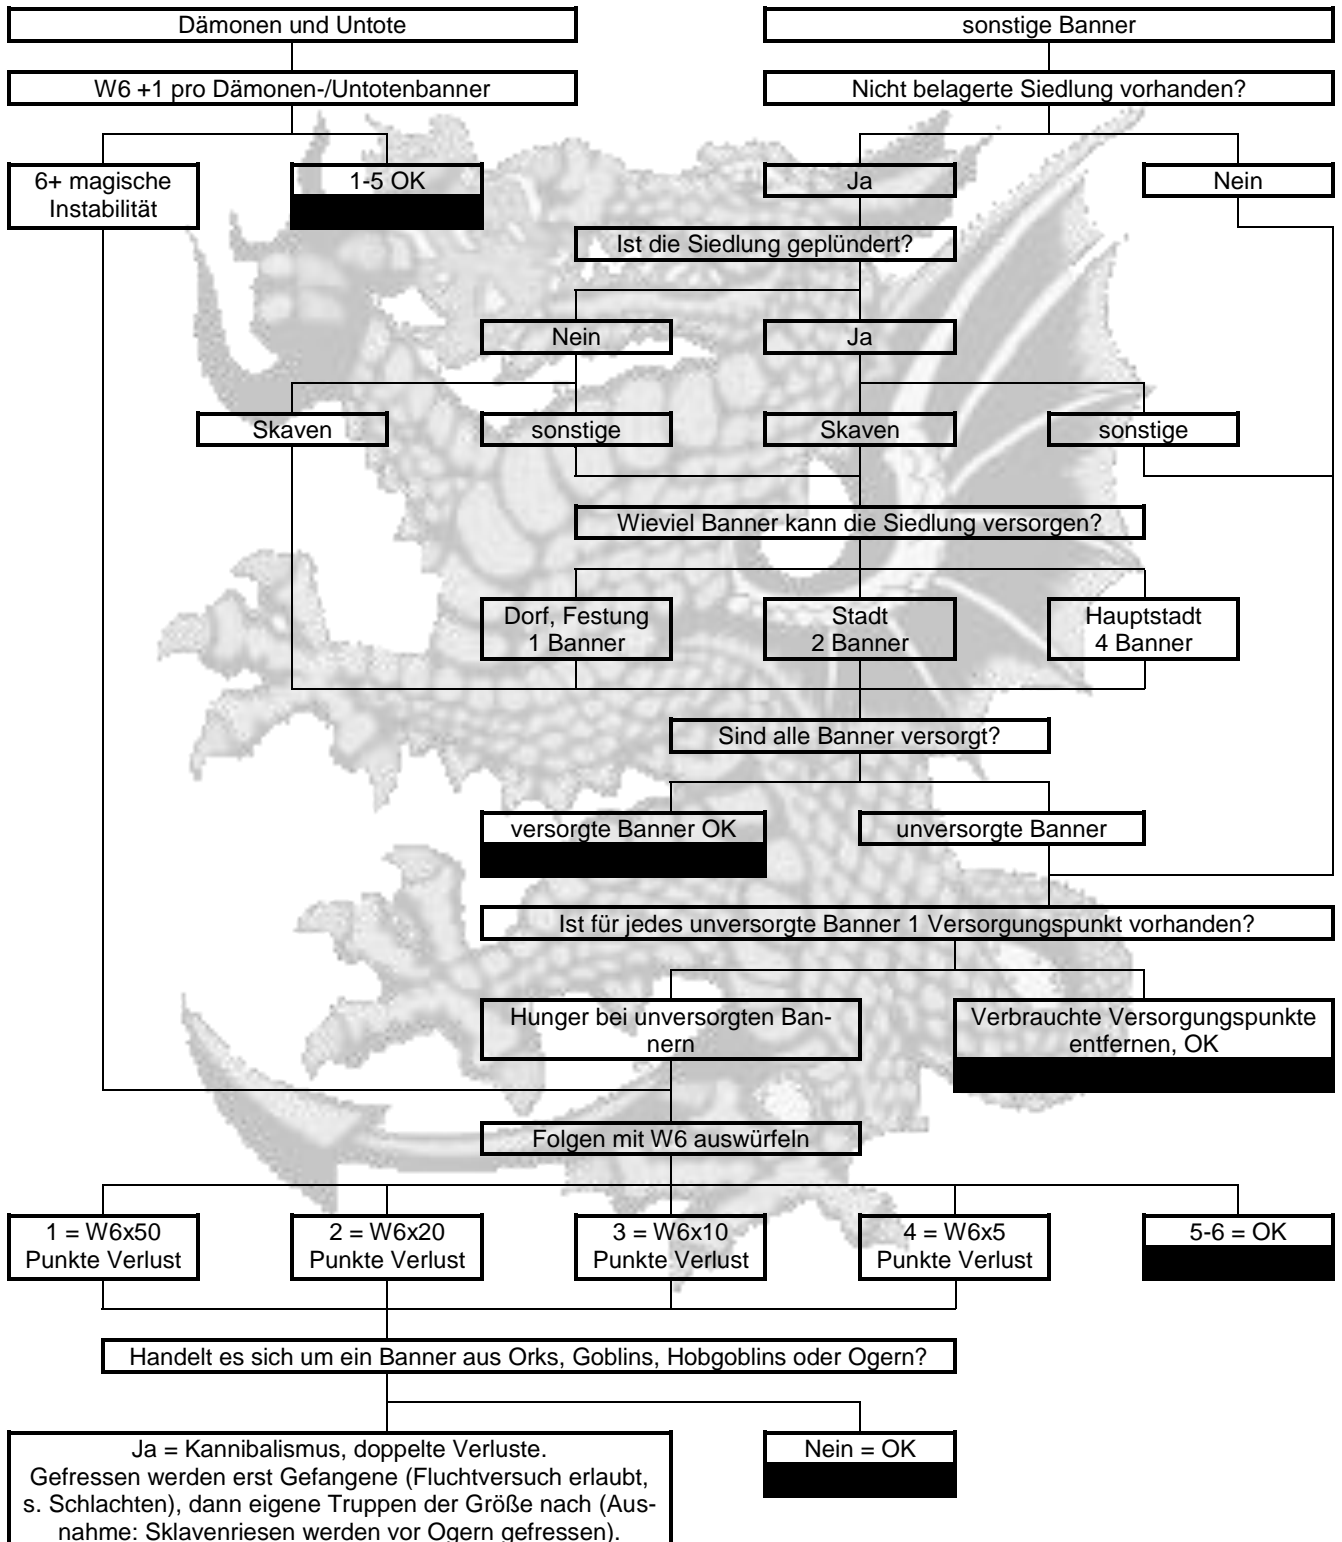 Dämonen und Untote
sonstige Banner
W6 +1 pro Dämonen-/Untotenbanner
Nicht belagerte Siedlung vorhanden?
6+ magische
Instabilität
1-5 OK
Ja
Nein
Ist die Siedlung geplündert?
Nein
Ja
Skaven
sonstige
Skaven
sonstige
Wieviel Banner kann die Siedlung versorgen?
Dorf, Festung
1 Banner
Stadt
2 Banner
Hauptstadt
4 Banner
Sind alle Banner versorgt?
versorgte Banner OK
unversorgte Banner
Ist für jedes unversorgte Banner 1 Versorgungspunkt vorhanden?
Hunger bei unversorgten Ban-
nern
Verbrauchte Versorgungspunkte
entfernen, OK
Folgen mit W6 auswürfeln
1 = W6x50
Punkte Verlust
2 = W6x20
Punkte Verlust
3 = W6x10
Punkte Verlust
4 = W6x5
Punkte Verlust
5-6 = OK
Handelt es sich um ein Banner aus Orks, Goblins, Hobgoblins oder Ogern?
Ja = Kannibalismus, doppelte Verluste.
Gefressen werden erst Gefangene (Fluchtversuch erlaubt,
s. Schlachten), dann eigene Truppen der Größe nach (Aus-
nahme: Sklavenriesen werden vor Ogern gefressen).
Nein = OK